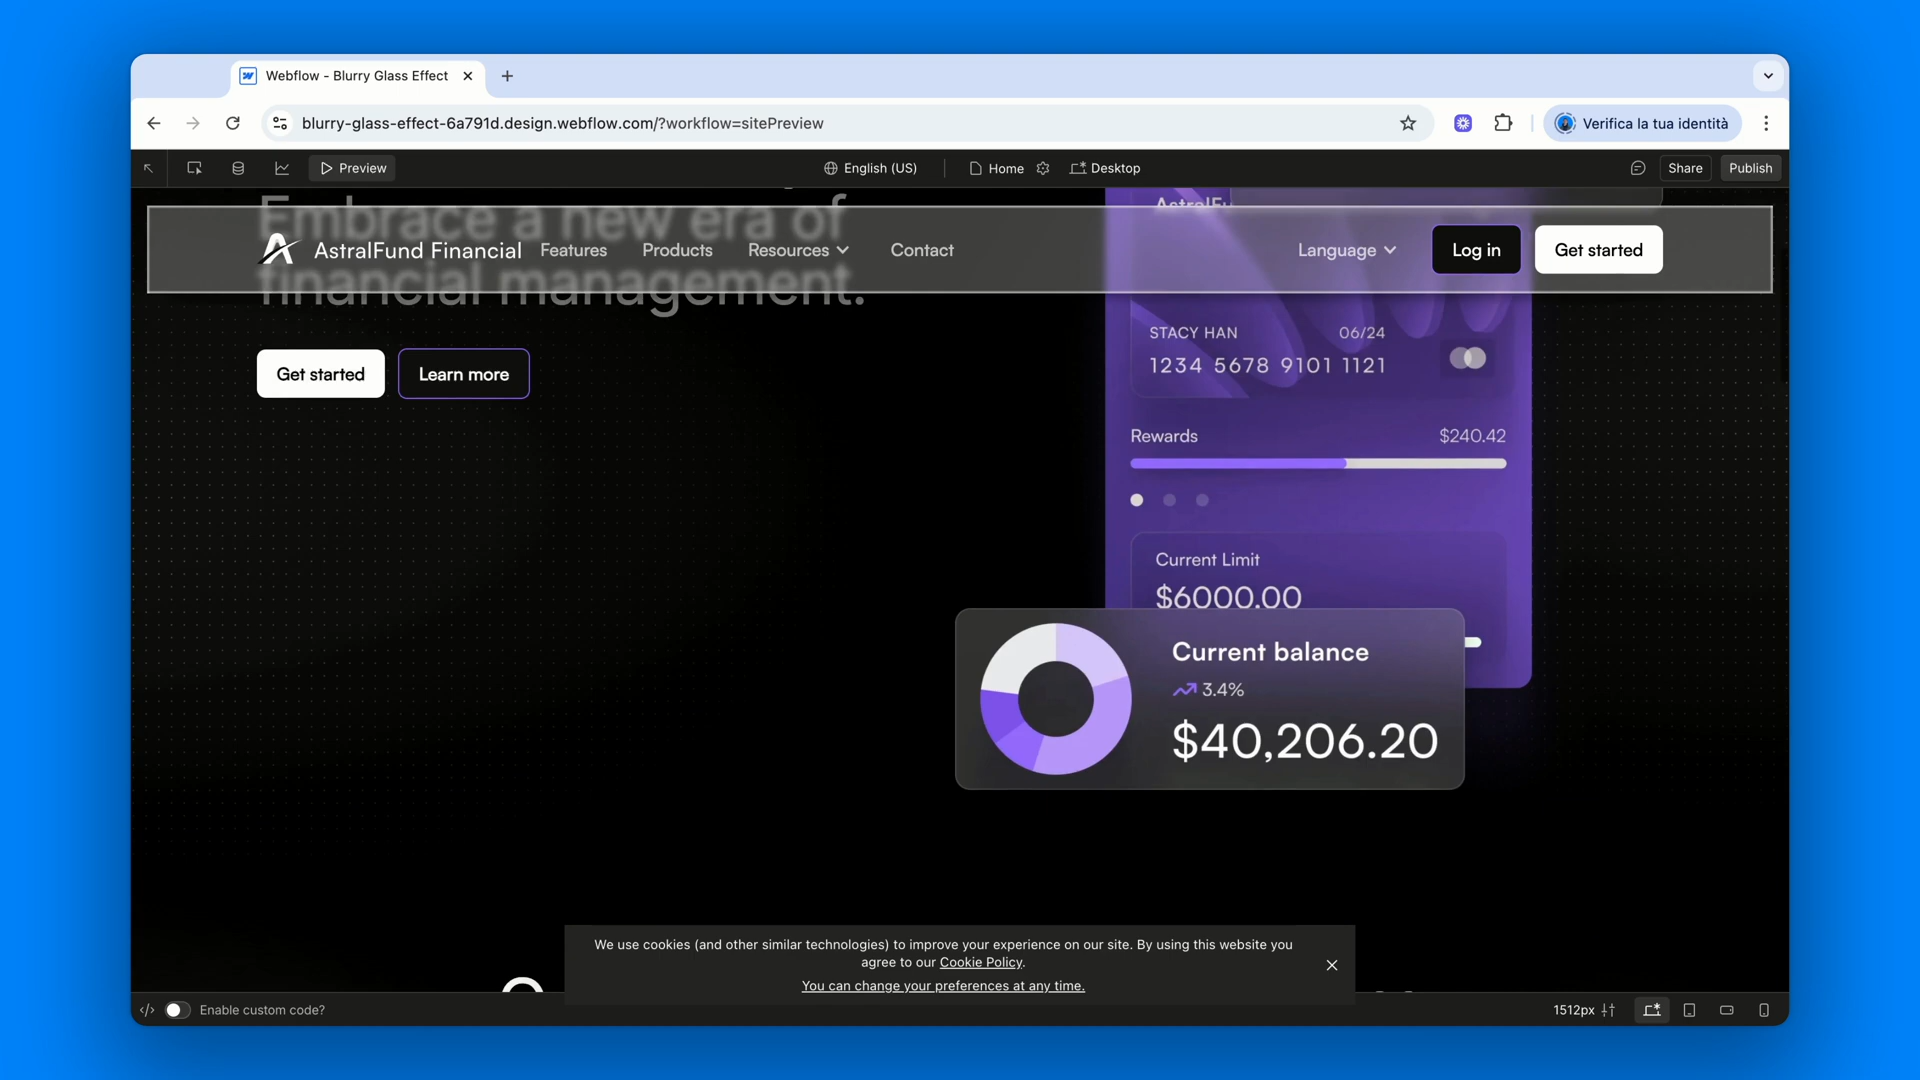 Webflow - Blurry Glass Effect
blurry-glass-effect-6a791d.design.webflow.com/?workflow=sitePreview
Verifica la tua identità
Preview
English (US)
Home
Desktop
Share
Publish
Embrace a new era of
financial management.
AstralFund Financial
Features
Products
Resources
Contact
Language
Log in
Get started
Get started
Learn more
STACY HAN
06/24
1234 5678 9101 1121
Rewards
$240.42
Current Limit
$6000.00
Current balance
3.4%
$40,206.20
We use cookies (and other similar technologies) to improve your experience on our site. By using this website you
agree to our Cookie Policy.
You can change your preferences at any time.
</> Enable custom code?
1512px